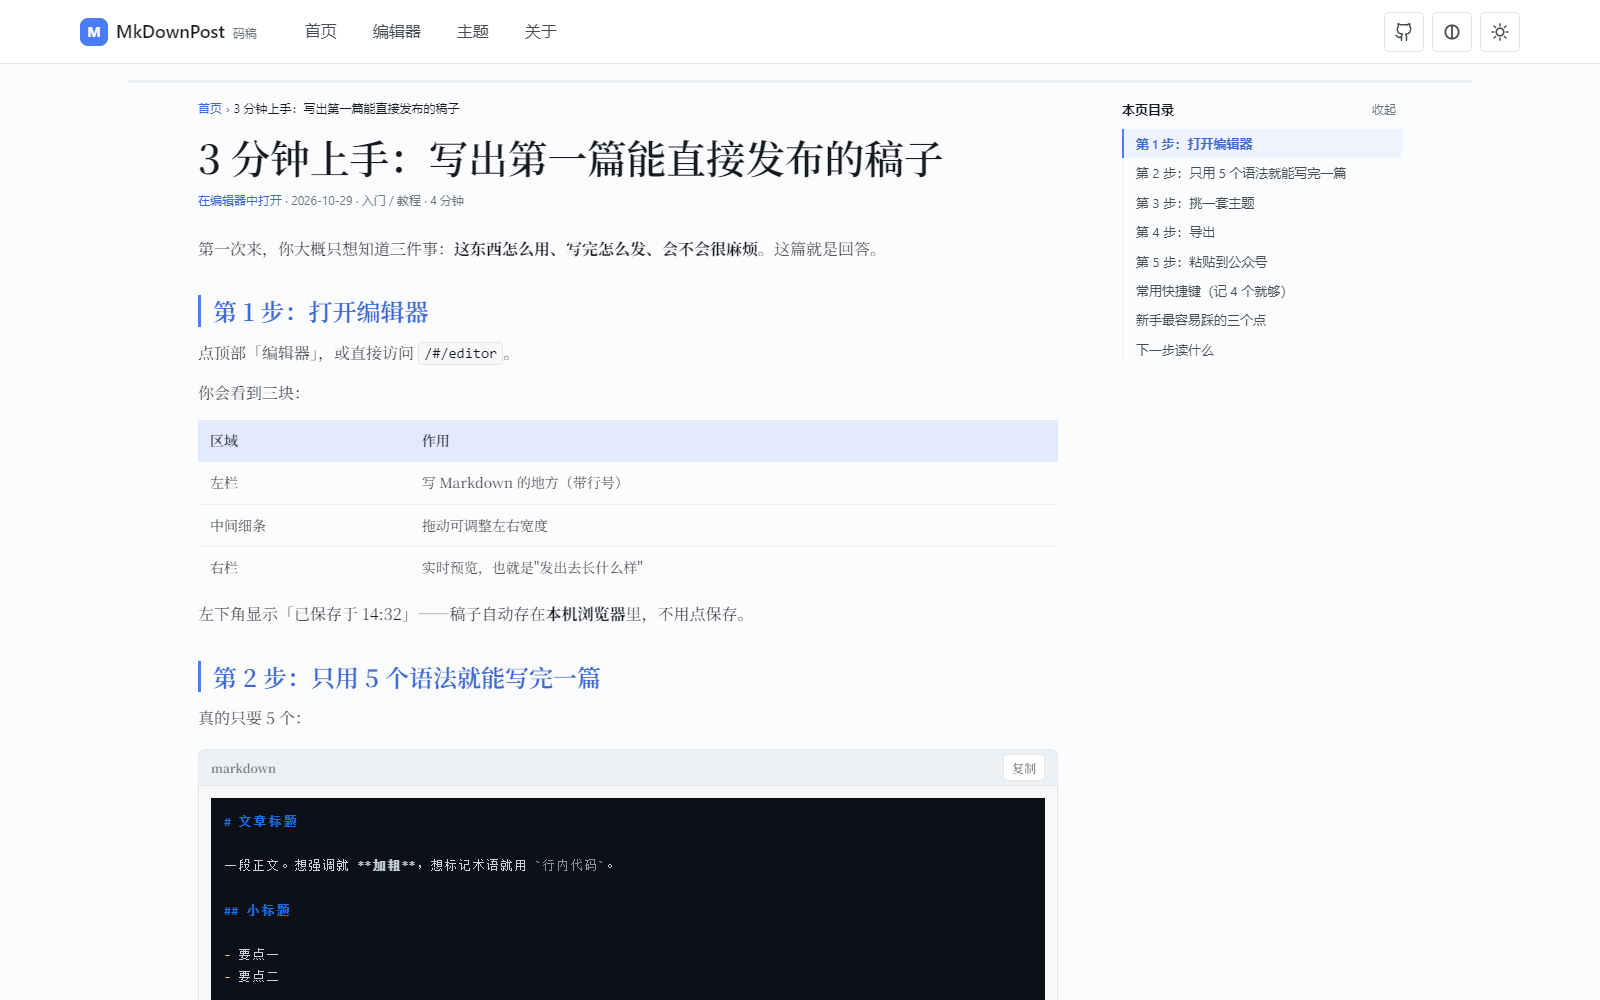 M MkDownPost 码稿 首页 编辑器 主题 关于
首页 › 3 分钟上手：写出第一篇能直接发布的稿子
3 分钟上手：写出第一篇能直接发布的稿子
在编辑器中打开 · 2026-10-29 · 入门 / 教程 · 4 分钟
第一次来，你大概只想知道三件事：这东西怎么用、写完怎么发、会不会很麻烦。这篇就是回答。
第 1 步：打开编辑器
点顶部「编辑器」，或直接访问 /#/editor。
你会看到三块：
区域 作用
左栏 写 Markdown 的地方（带行号）
中间细条 拖动可调整左右宽度
右栏 实时预览，也就是"发出去长什么样"
左下角显示「已保存于 14:32」——稿子自动存在本机浏览器里，不用点保存。
第 2 步：只用 5 个语法就能写完一篇
真的只要 5 个：
markdown 复制
# 文章标题
一段正文。想强调就 **加粗**，想标记术语就用 `行内代码`。
## 小标题
- 要点一
- 要点二
本页目录 收起
第 1 步：打开编辑器
第 2 步：只用 5 个语法就能写完一篇
第 3 步：挑一套主题
第 4 步：导出
第 5 步：粘贴到公众号
常用快捷键（记 4 个就够）
新手最容易踩的三个点
下一步读什么